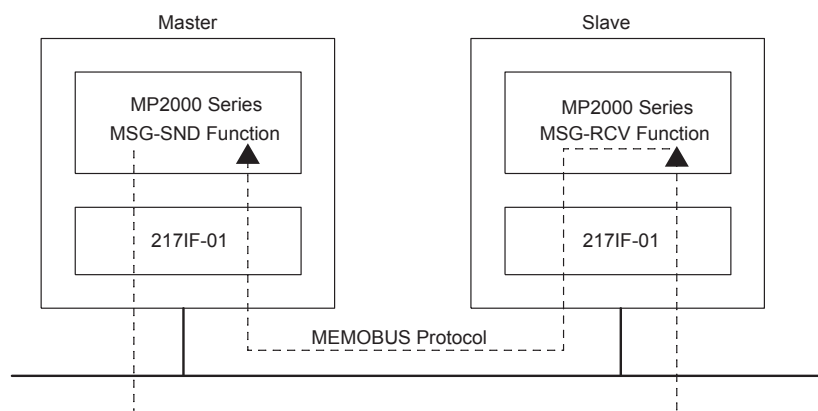 Master
Slave
MP2000 Series
MSG-SND Function
MP2000 Series
MSG-RCV Function
217IF-01
217IF-01
MEMOBUS Protocol